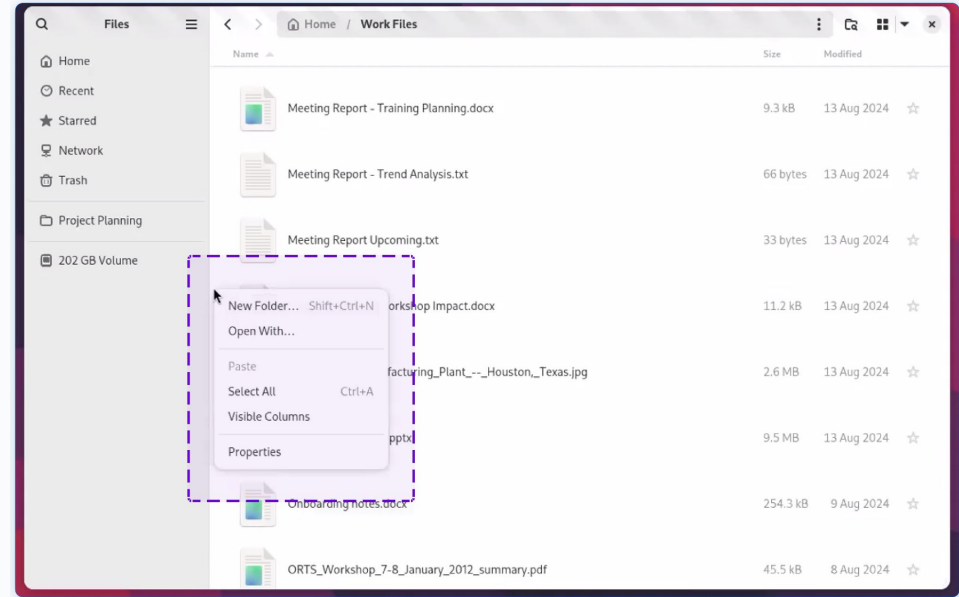 Files
Home / Work Files
Home
Recent
Starred
Network
Trash
Project Planning
202 GB Volume
Name Size Modified
Meeting Report - Training Planning.docx 9.3 kB 13 Aug 2024
Meeting Report - Trend Analysis.txt 66 bytes 13 Aug 2024
Meeting Report Upcoming.txt 33 bytes 13 Aug 2024
orkshop Impact.docx 11.2 kB 13 Aug 2024
facturing_Plant_--_Houston,_Texas.jpg 2.6 MB 13 Aug 2024
pptx 9.5 MB 13 Aug 2024
Onboarding notes.docx 254.3 kB 9 Aug 2024
ORTS_Workshop_7-8_January_2012_summary.pdf 45.5 kB 8 Aug 2024
New Folder... Shift+Ctrl+N
Open With...
Paste
Select All Ctrl+A
Visible Columns
Properties